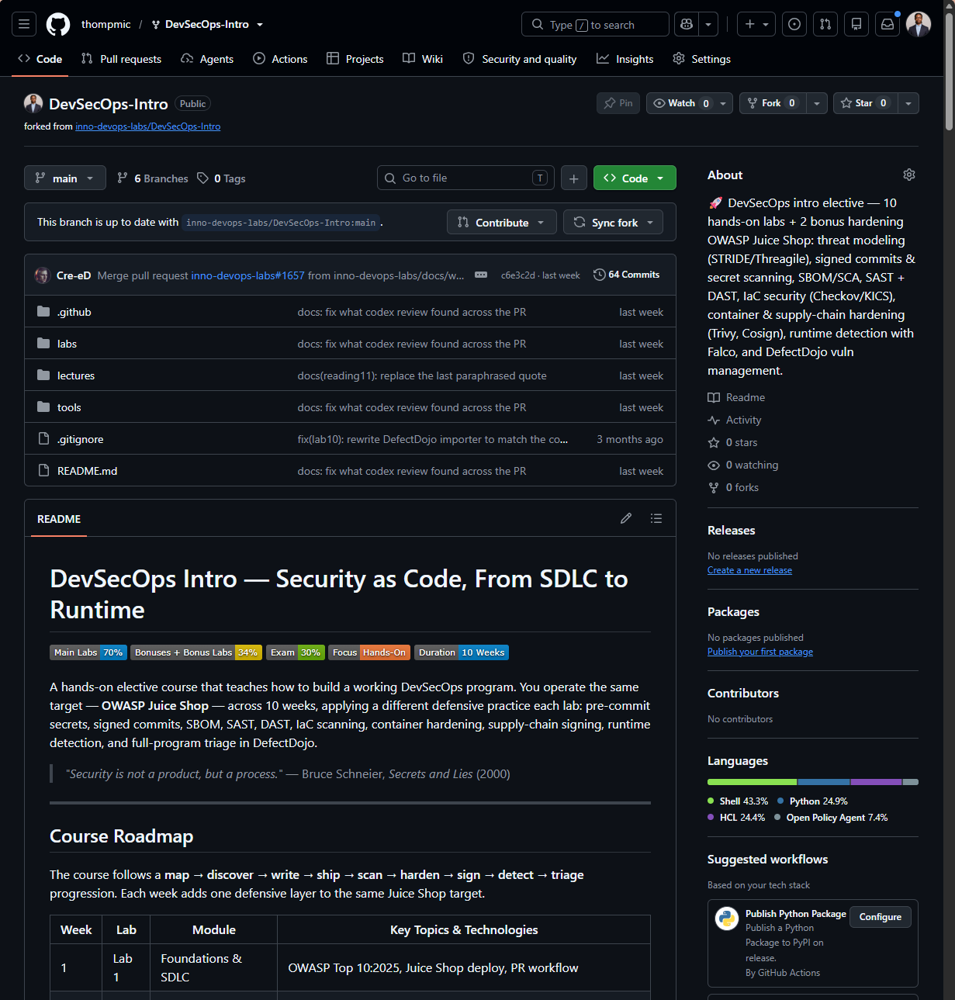 thompmic / DevSecOps-Intro
Type / to search
Code Pull requests Agents Actions Projects Wiki Security and quality Insights Settings
DevSecOps-Intro Public
Pin Watch 0 Fork 0 Star 0
forked from inno-devops-labs/DevSecOps-Intro
main 6 Branches 0 Tags
Go to file T
+ Code
This branch is up to date with inno-devops-labs/DevSecOps-Intro:main .
Contribute Sync fork
Cre-eD Merge pull request inno-devops-labs#1657 from inno-devops-labs/docs/w... c6e3c2d · last week 64 Commits
.github docs: fix what codex review found across the PR last week
labs docs: fix what codex review found across the PR last week
lectures docs(reading11): replace the last paraphrased quote last week
tools docs: fix what codex review found across the PR last week
.gitignore fix(lab10): rewrite DefectDojo importer to match the co... 3 months ago
README.md docs: fix what codex review found across the PR last week
README
DevSecOps Intro — Security as Code, From SDLC to
Runtime
Main Labs 70% Bonuses + Bonus Labs 34% Exam 30% Focus Hands-On Duration 10 Weeks
A hands-on elective course that teaches how to build a working DevSecOps program. You operate the same
target — OWASP Juice Shop — across 10 weeks, applying a different defensive practice each lab: pre-commit
secrets, signed commits, SBOM, SAST, DAST, IaC scanning, container hardening, supply-chain signing, runtime
detection, and full-program triage in DefectDojo.
"Security is not a product, but a process." — Bruce Schneier, Secrets and Lies (2000)
Course Roadmap
The course follows a map → discover → write → ship → scan → harden → sign → detect → triage
progression. Each week adds one defensive layer to the same Juice Shop target.
Week Lab Module Key Topics & Technologies
1 Lab 1 Foundations & SDLC OWASP Top 10:2025, Juice Shop deploy, PR workflow
About
🚀 DevSecOps intro elective — 10
hands-on labs + 2 bonus hardening
OWASP Juice Shop: threat modeling
(STRIDE/Threagile), signed commits &
secret scanning, SBOM/SCA, SAST +
DAST, IaC security (Checkov/KICS),
container & supply-chain hardening
(Trivy, Cosign), runtime detection with
Falco, and DefectDojo vuln
management.
Readme
Activity
0 stars
0 watching
0 forks
Releases
No releases published
Create a new release
Packages
No packages published
Publish your first package
Contributors
No contributors
Languages
Shell 43.3% Python 24.9%
HCL 24.4% Open Policy Agent 7.4%
Suggested workflows
Based on your tech stack
Publish Python Package Configure
Publish a Python
Package to PyPI on
release.
By GitHub Actions